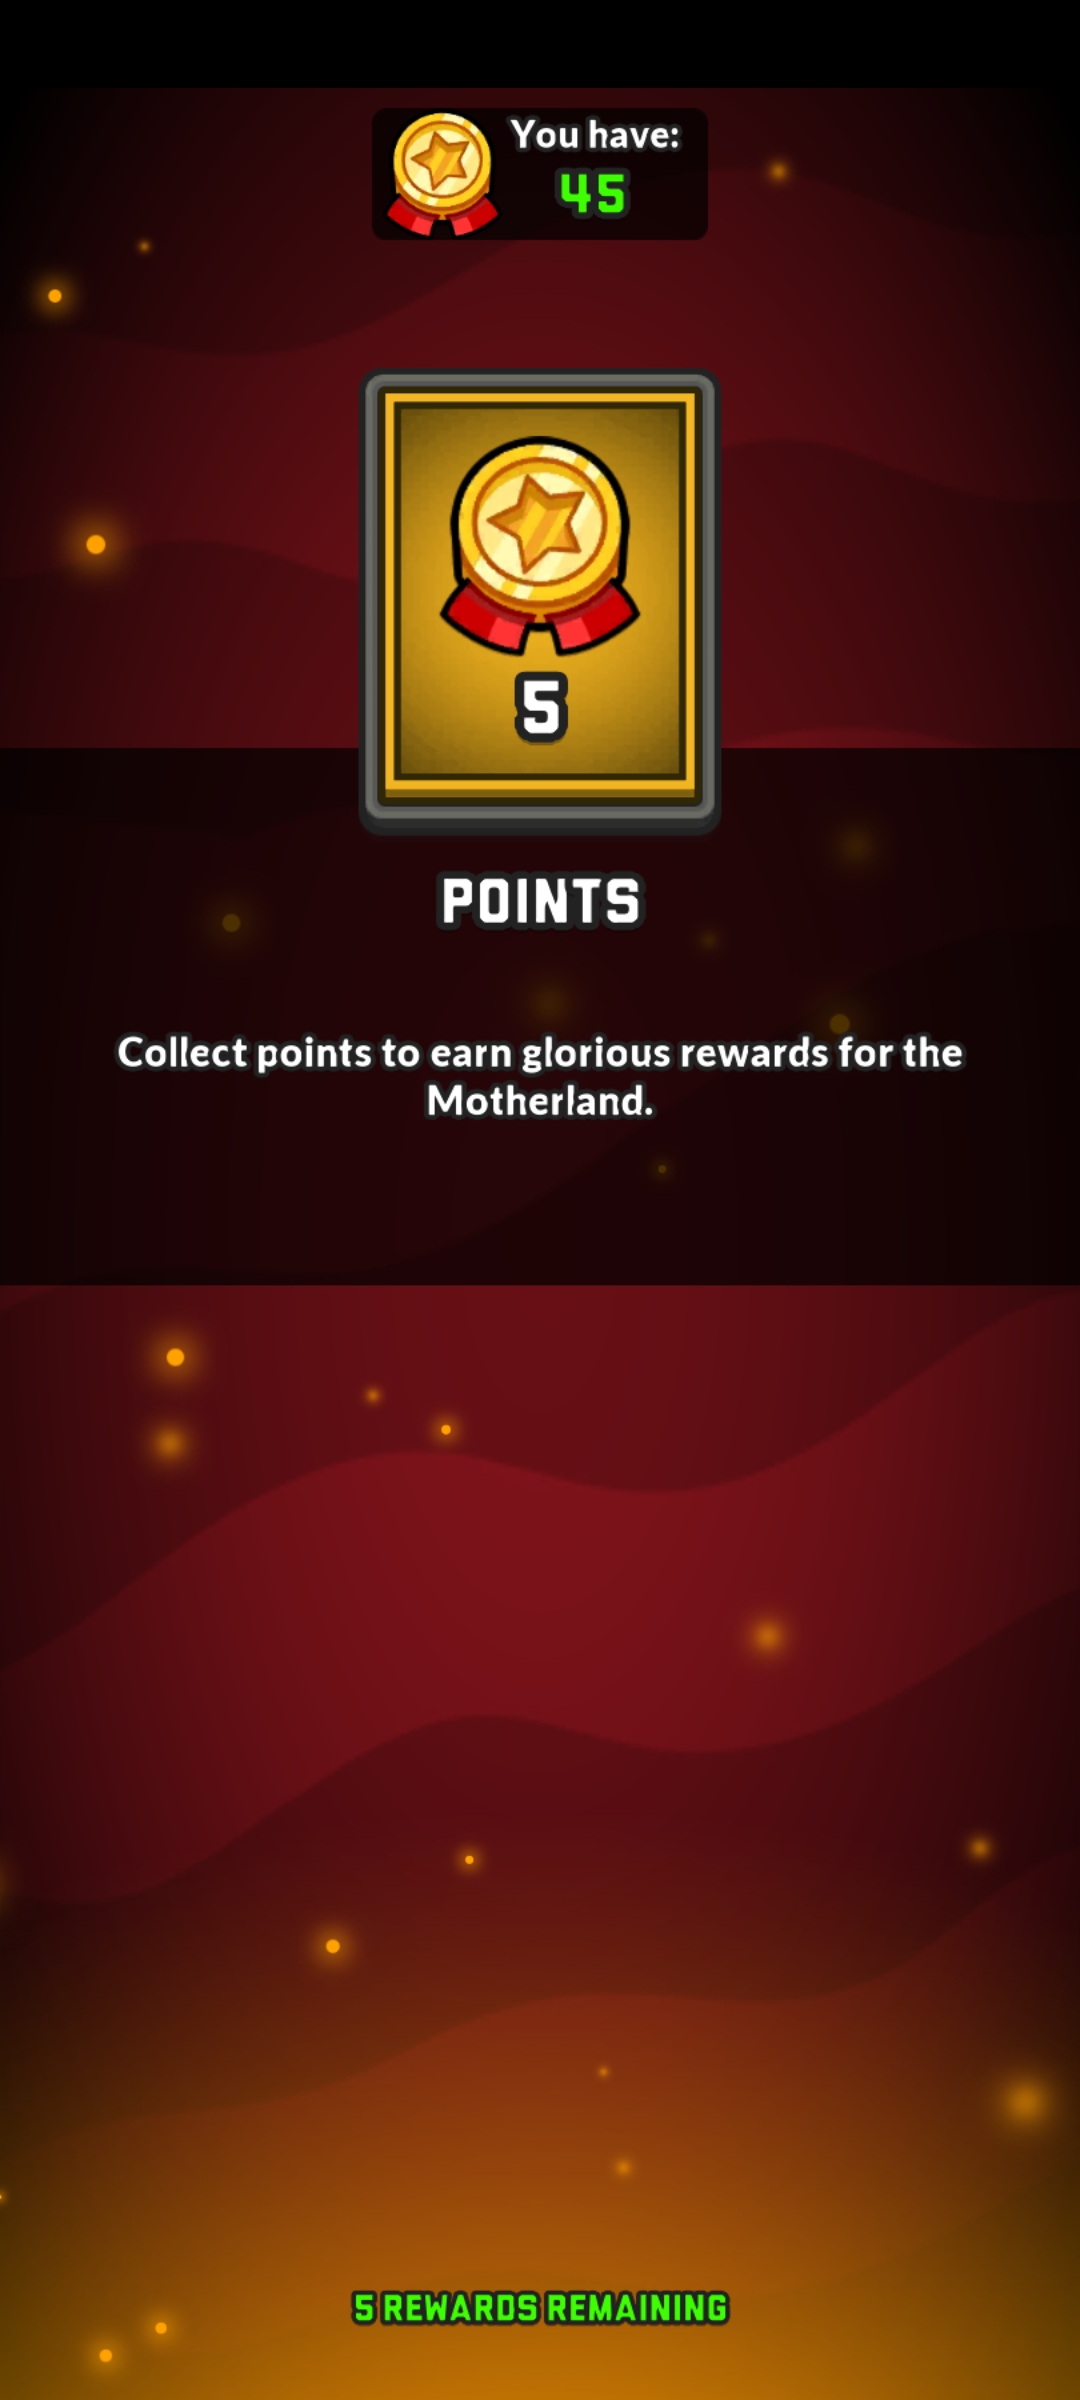 You have:
45
5
POINTS
Collect points to earn glorious rewards for the
Motherland.
5 REWARDS REMAINING